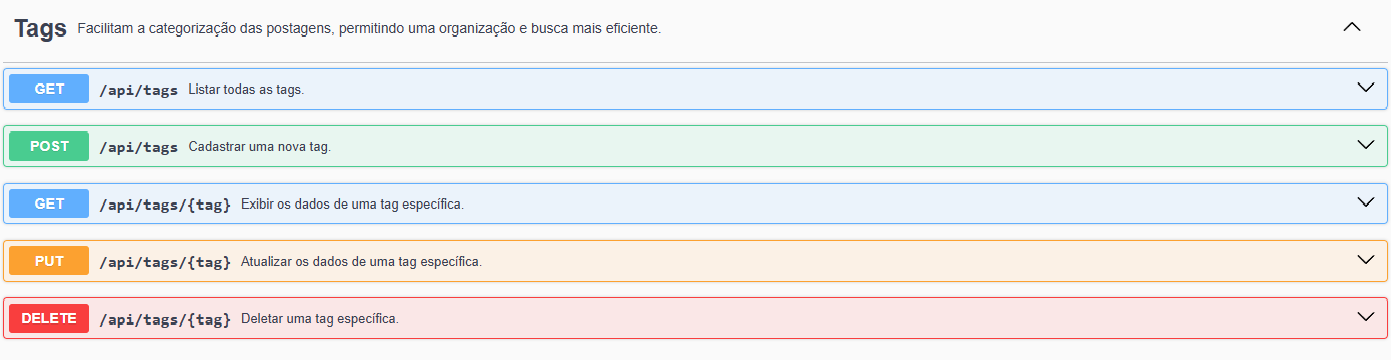 Tags Facilitam a categorização das postagens, permitindo uma organização e busca mais eficiente.
GET /api/tags Listar todas as tags.
POST /api/tags Cadastrar uma nova tag.
GET /api/tags/{tag} Exibir os dados de uma tag específica.
PUT /api/tags/{tag} Atualizar os dados de uma tag específica.
DELETE /api/tags/{tag} Deletar uma tag específica.